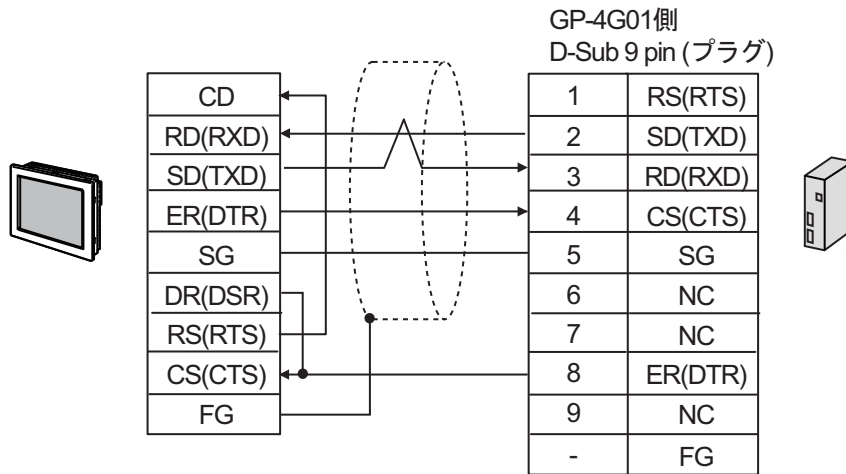 GP-4G01側
D-Sub 9 pin (プラグ)
CD
RD(RXD)
SD(TXD)
ER(DTR)
SG
DR(DSR)
RS(RTS)
CS(CTS)
FG
1 RS(RTS)
2 SD(TXD)
3 RD(RXD)
4 CS(CTS)
5 SG
6 NC
7 NC
8 ER(DTR)
9 NC
- FG